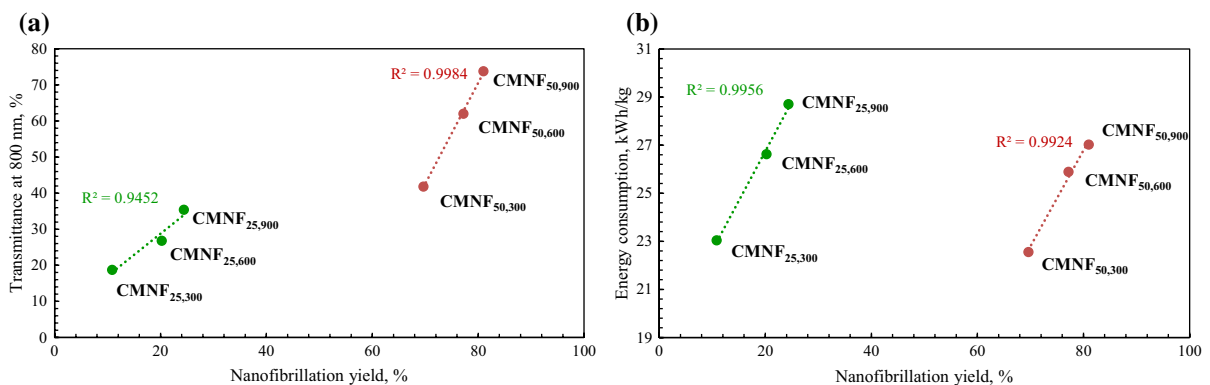 (a)
Transmittance at 800 nm, %
80
70
60
50
40
30
20
10
0
R² = 0.9984
CMNF50,900
CMNF50,600
CMNF50,300
R² = 0.9452
CMNF25,900
CMNF25,600
CMNF25,300
0 20 40 60 80 100
Nanofibrillation yield, %
(b)
Energy consumption, kWh/kg
31
29
27
25
23
21
19
R² = 0.9956
CMNF25,900
CMNF25,600
CMNF25,300
R² = 0.9924
CMNF50,900
CMNF50,600
CMNF50,300
0 20 40 60 80 100
Nanofibrillation yield, %